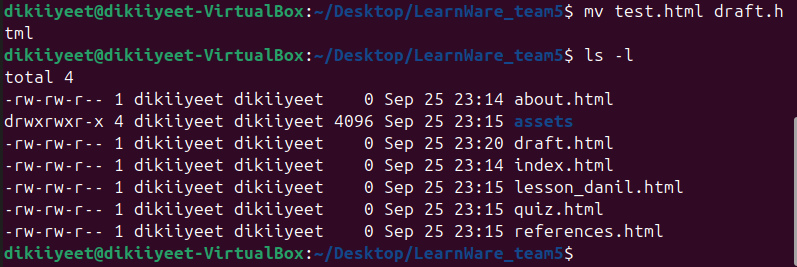 dikiiyeet@dikiiyeet-VirtualBox:~/Desktop/LearnWare_team5$ mv test.html draft.h
tml
dikiiyeet@dikiiyeet-VirtualBox:~/Desktop/LearnWare_team5$ ls -l
total 4
-rw-rw-r-- 1 dikiiyeet dikiiyeet    0 Sep 25 23:14 about.html
drwxrwxr-x 4 dikiiyeet dikiiyeet 4096 Sep 25 23:15 assets
-rw-rw-r-- 1 dikiiyeet dikiiyeet    0 Sep 25 23:20 draft.html
-rw-rw-r-- 1 dikiiyeet dikiiyeet    0 Sep 25 23:14 index.html
-rw-rw-r-- 1 dikiiyeet dikiiyeet    0 Sep 25 23:15 lesson_danil.html
-rw-rw-r-- 1 dikiiyeet dikiiyeet    0 Sep 25 23:15 quiz.html
-rw-rw-r-- 1 dikiiyeet dikiiyeet    0 Sep 25 23:15 references.html
dikiiyeet@dikiiyeet-VirtualBox:~/Desktop/LearnWare_team5$